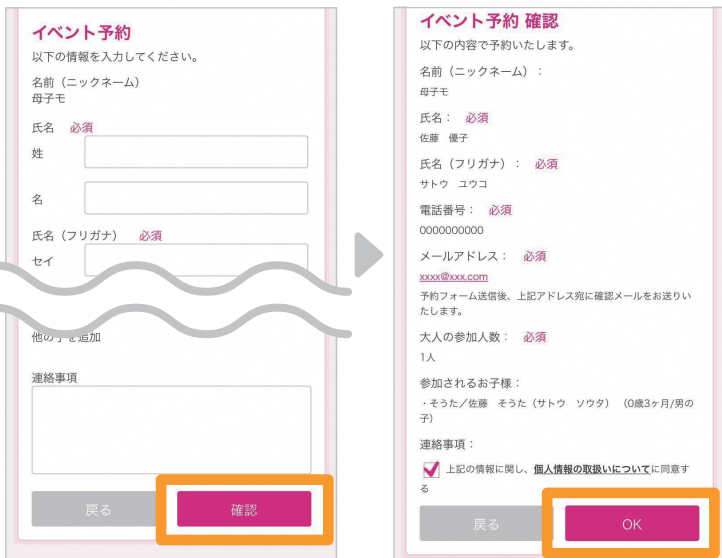 イベント予約
以下の情報を入力してください。
名前（ニックネーム）
母子モ
氏名 必須
姓
名
氏名（フリガナ） 必須
セイ
他の子を追加
連絡事項
戻る 確認
イベント予約 確認
以下の内容で予約いたします。
名前（ニックネーム）：
母子モ
氏名： 必須
佐藤 優子
氏名（フリガナ）： 必須
サトウ ユウコ
電話番号： 必須
0000000000
メールアドレス： 必須
xxxx@xxx.com
予約フォーム送信後、上記アドレス宛に確認メールをお送りい
たします。
大人の参加人数： 必須
1人
参加されるお子様：
・そうた／佐藤 そうた（サトウ ソウタ）（0歳3ヶ月/男の
子）
連絡事項：
上記の情報に関し、個人情報の取扱いについてに同意す
る
戻る OK